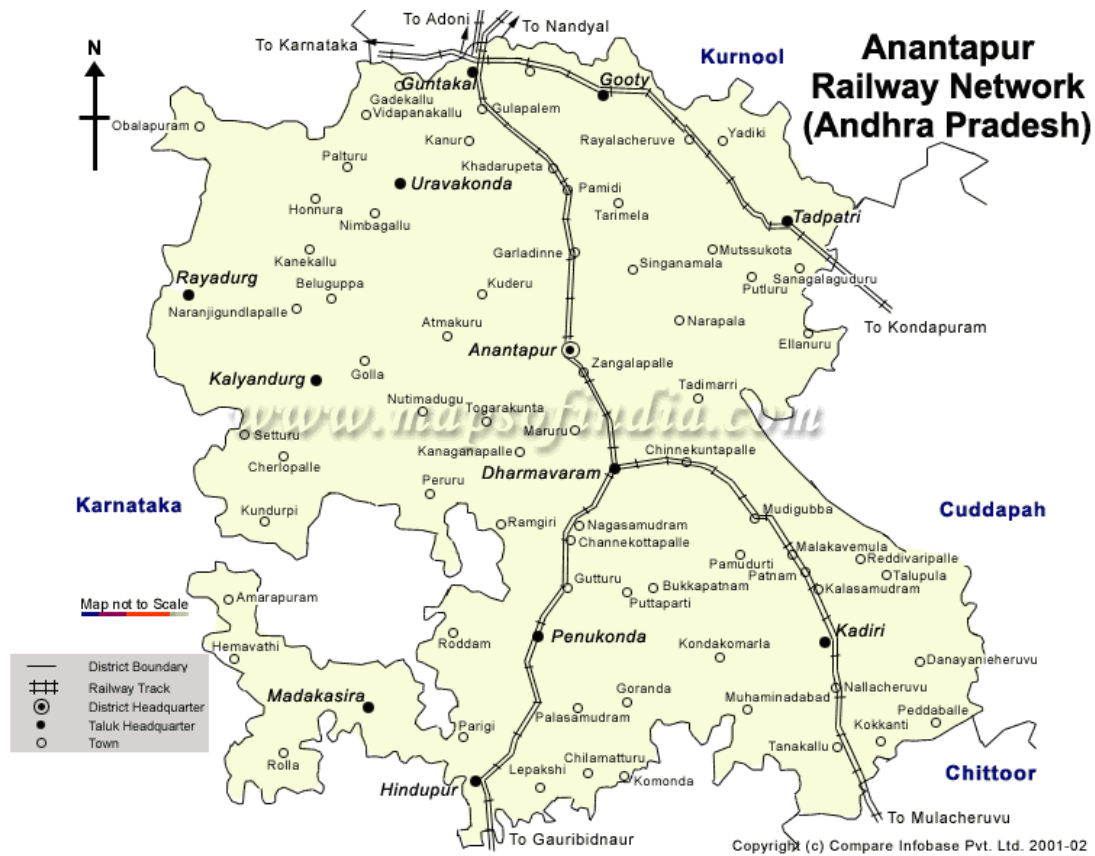 To Adoni
To Nandyal
To Karnataka
N
Kurnool
Anantapur
Railway Network
(Andhra Pradesh)
Guntakal
Gooty
Gadekallu
Vidapanakallu
Gulapalem
Obalapuram
Kanur
Rayalacheruve
Yadiki
Palturu
Khadarupeta
Uravakonda
Pamidi
Honnura
Tarimela
Nimbagallu
Tadpatri
Kanekallu
Garladinne
Mutssukota
Singanamala
Rayadurg
Beluguppa
Kuderu
Putluru
Sanagalaguduru
Naranjigundlapalle
Atmakuru
Narapala
To Kondapuram
Anantapur
Ellanuru
Zangalapalle
Golla
Kalyandurg
Tadimarri
Nutimadugu
Togarakunta
www.mapsofindia.com
Setturu
Maruru
Kanaganapalle
Chinnekuntapalle
Cherlopalle
Dharmavaram
Peruru
Karnataka
Cuddapah
Kundurpi
Ramgiri
Nagasamudram
Mudigubba
Channekottapalle
Malakavemula
Pamudurti
Reddivaripalle
Patnam
Talupula
Gutturu
Bukkapatnam
Kalasamudram
Puttaparti
Map not to Scale
Amarapuram
Roddam
Penukonda
Kadiri
Hemavathi
Kondakomarla
Danayanieheruvu
District Boundary
Railway Track
District Headquarter
Taluk Headquarter
Town
Madakasira
Goranda
Muhaminadabad
Nallacheruvu
Palasamudram
Peddaballe
Parigi
Kokkanti
Tanakallu
Rolla
Chilamatturu
Lepakshi
Komonda
Chittoor
Hindupur
To Mulacheruvu
To Gauribidnaur
Copyright (c) Compare Infobase Pvt. Ltd. 2001-02